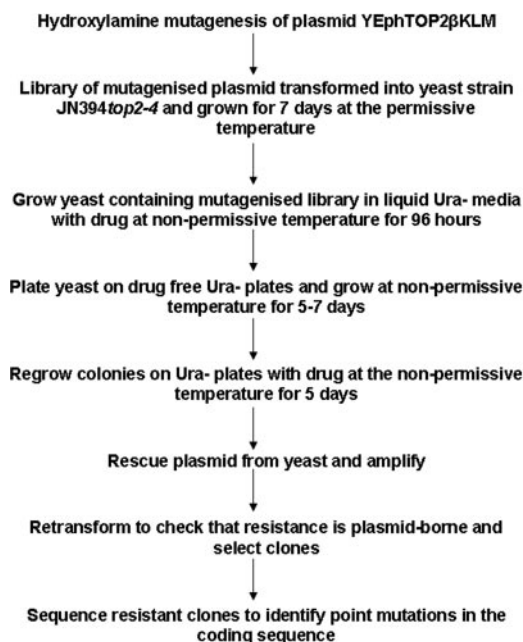 Hydroxylamine mutagenesis of plasmid YEphTOP2βKLM
Library of mutagenised plasmid transformed into yeast strain
JN394top2-4 and grown for 7 days at the permissive
temperature
Grow yeast containing mutagenised library in liquid Ura- media
with drug at non-permissive temperature for 96 hours
Plate yeast on drug free Ura- plates and grow at non-permissive
temperature for 5-7 days
Regrow colonies on Ura- plates with drug at the non-permissive
temperature for 5 days
Rescue plasmid from yeast and amplify
Retransform to check that resistance is plasmid-borne and
select clones
Sequence resistant clones to identify point mutations in the
coding sequence